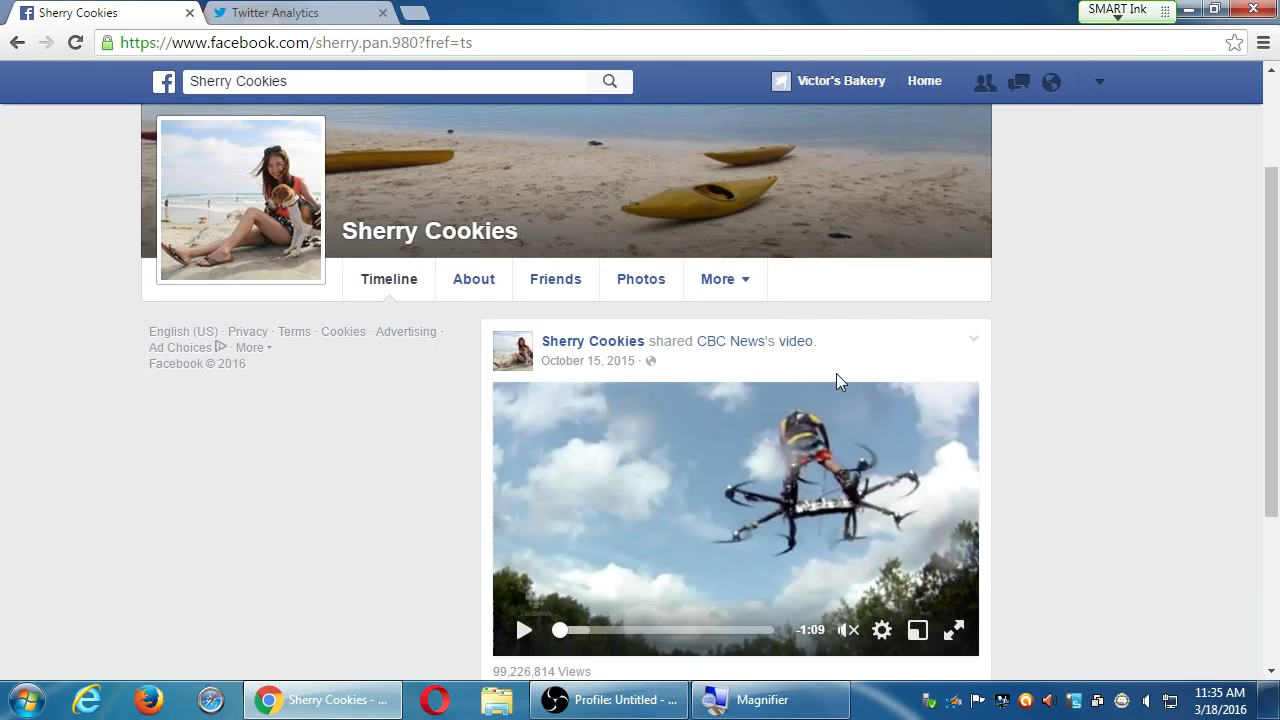 Sherry Cookies
Twitter Analytics
SMART Ink
https://www.facebook.com/sherry.pan.980?fref=ts
Sherry Cookies
Victor's Bakery
Home
Sherry Cookies
Timeline
About
Friends
Photos
More
English (US) · Privacy · Terms · Cookies · Advertising ·
Ad Choices · More
Facebook © 2016
Sherry Cookies shared CBC News's video.
October 15, 2015 ·
-1:09
99,226,814 Views
Sherry Cookies - ...
Profile: Untitled - ...
Magnifier
11:35 AM
3/18/2016